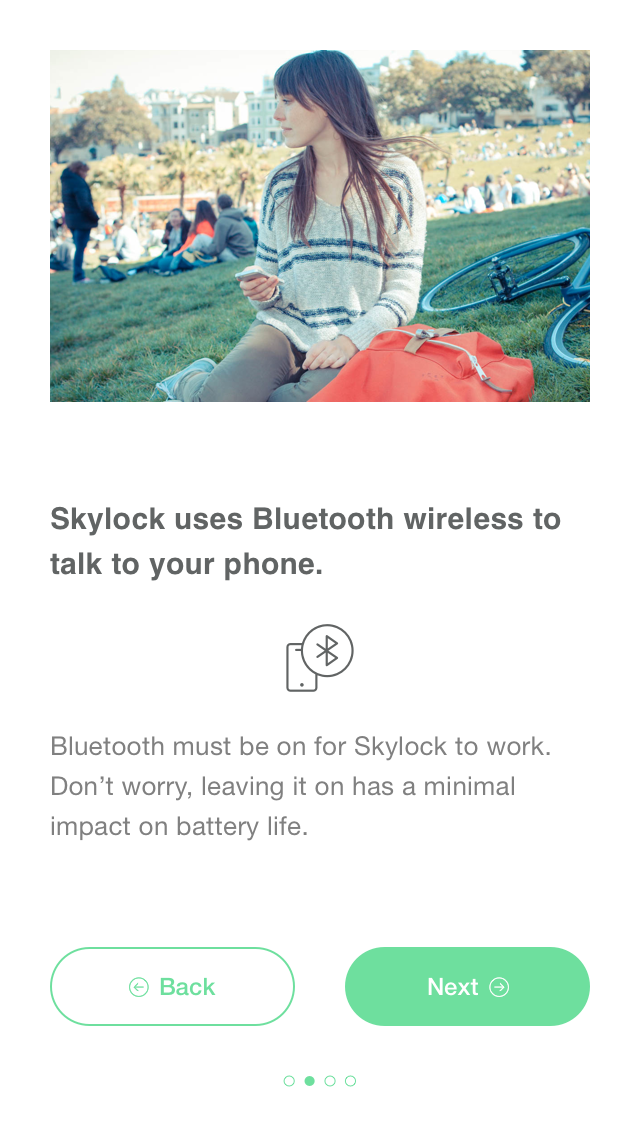 Skylock uses Bluetooth wireless to
talk to your phone.
Bluetooth must be on for Skylock to work.
Don’t worry, leaving it on has a minimal
impact on battery life.
Back
Next